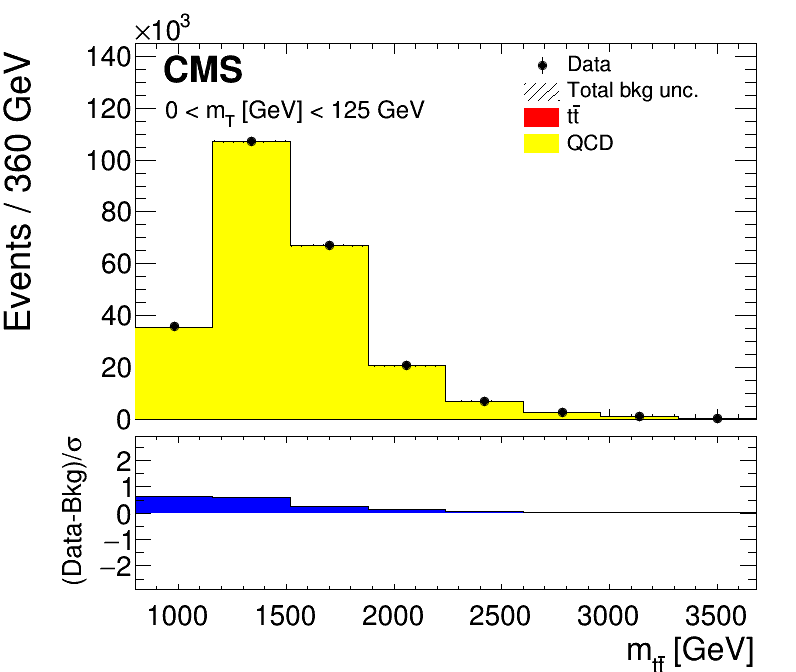 ×10³
Events / 360 GeV
140
120
100
80
60
40
20
0
CMS
0 < m_T [GeV] < 125 GeV
Data
Total bkg unc.
tt̄
QCD
(Data-Bkg)/σ
2
1
0
−1
−2
1000 1500 2000 2500 3000 3500
m_tt̄ [GeV]